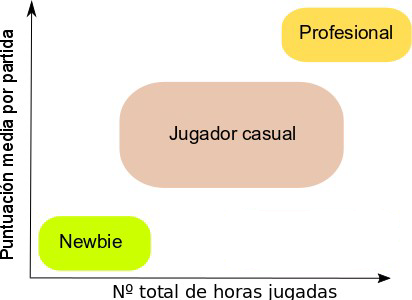 Profesional
Puntuación media por partida
Jugador casual
Newbie
Nº total de horas jugadas